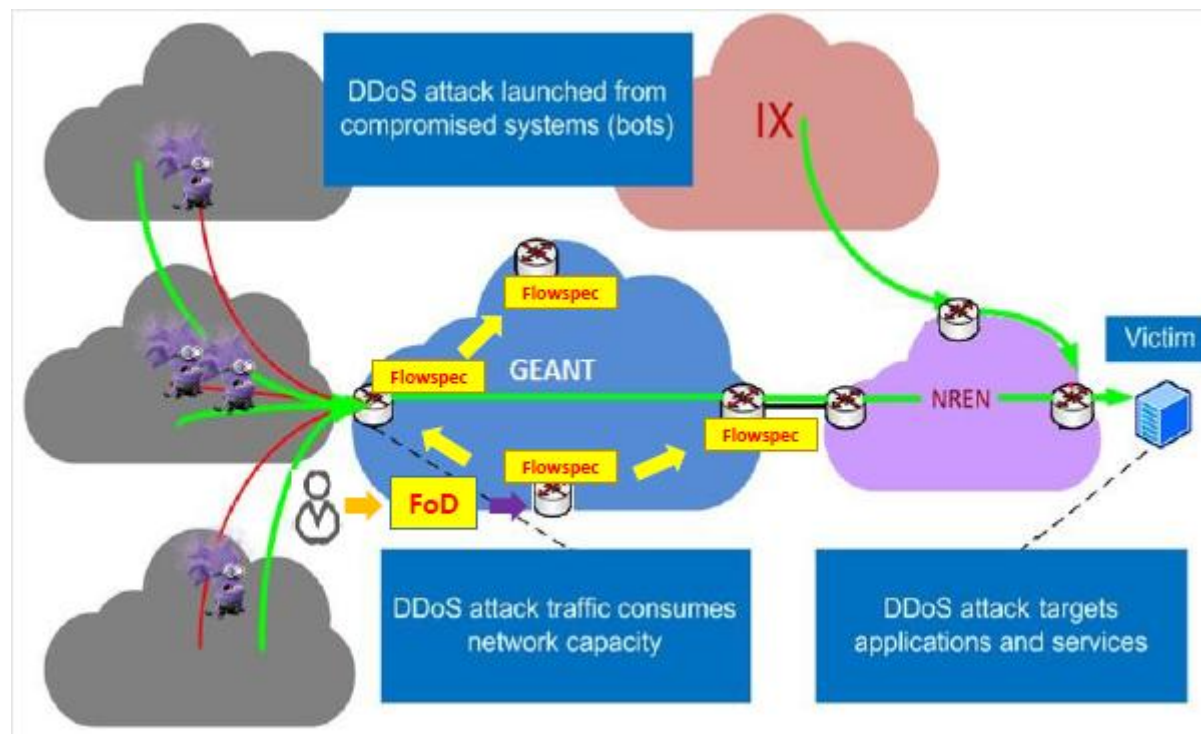 DDoS attack launched from
compromised systems (bots)
IX
Flowspec
Victim
Flowspec
GEANT
NREN
Flowspec
Flowspec
FoD
DDoS attack traffic consumes
network capacity
DDoS attack targets
applications and services